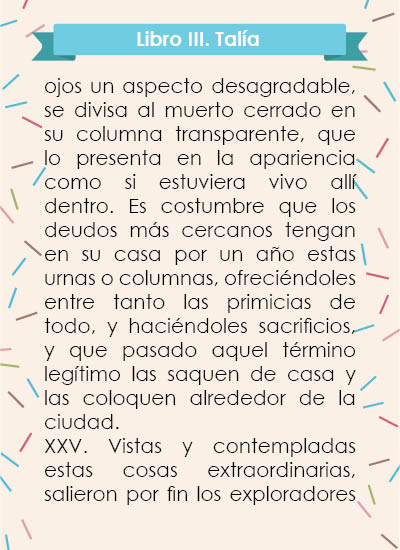 Libro III. Talía
ojos un aspecto desagradable,
se divisa al muerto cerrado en
su columna transparente, que
lo presenta en la apariencia
como si estuviera vivo allí
dentro. Es costumbre que los
deudos más cercanos tengan
en su casa por un año estas
urnas o columnas, ofreciéndoles
entre tanto las primicias de
todo, y haciéndoles sacrificios,
y que pasado aquel término
legítimo las saquen de casa y
las coloquen alrededor de la
ciudad.
XXV. Vistas y contempladas
estas cosas extraordinarias,
salieron por fin los exploradores